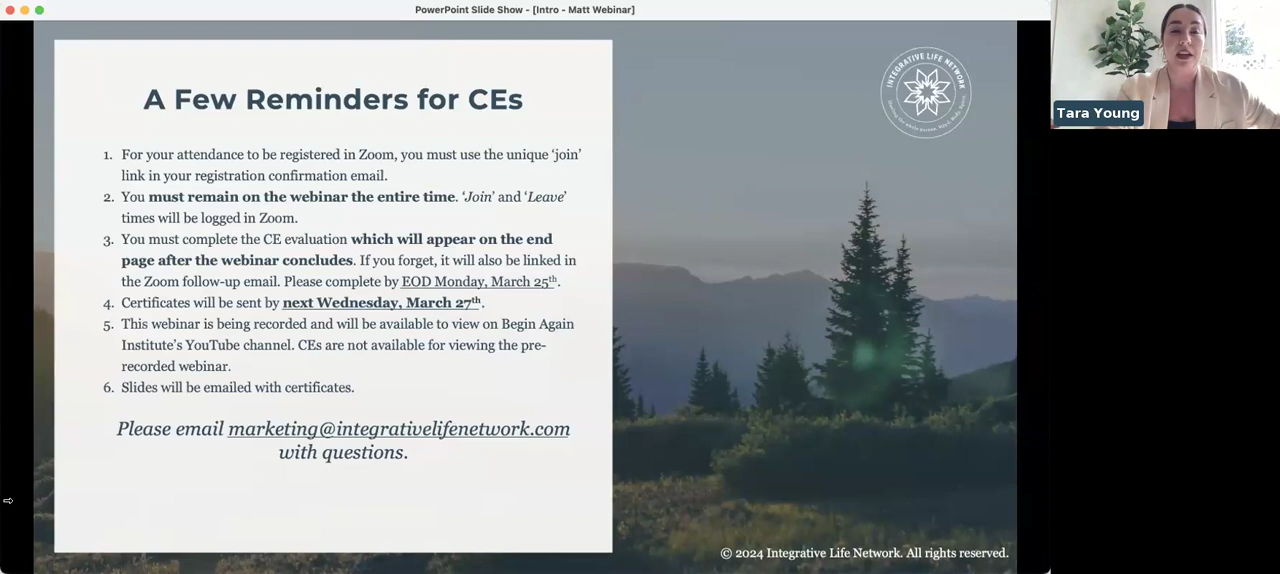 PowerPoint Slide Show - [Intro - Matt Webinar]
Tara Young
INTEGRATIVE LIFE NETWORK
A Few Reminders for CEs
1. For your attendance to be registered in Zoom, you must use the unique ‘join’
link in your registration confirmation email.
2. You must remain on the webinar the entire time. ‘Join’ and ‘Leave’
times will be logged in Zoom.
3. You must complete the CE evaluation which will appear on the end
page after the webinar concludes. If you forget, it will also be linked in
the Zoom follow-up email. Please complete by EOD Monday, March 25th.
4. Certificates will be sent by next Wednesday, March 27th.
5. This webinar is being recorded and will be available to view on Begin Again
Institute’s YouTube channel. CEs are not available for viewing the pre-
recorded webinar.
6. Slides will be emailed with certificates.
Please email marketing@integrativelifenetwork.com
with questions.
© 2024 Integrative Life Network. All rights reserved.